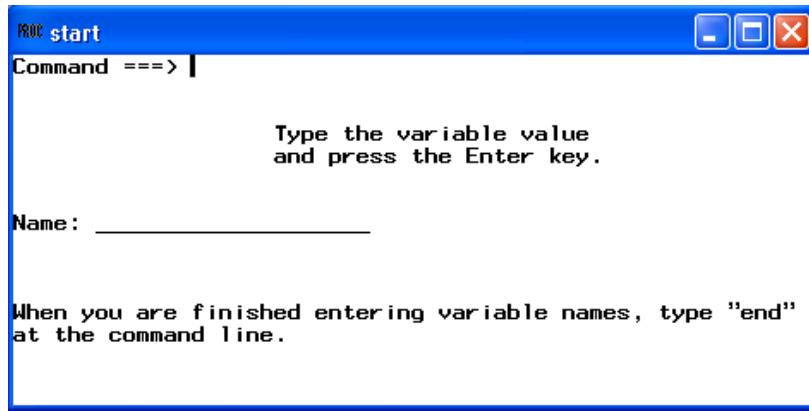 PROC start
Command ===>
Type the variable value
and press the Enter key.
Name:
When you are finished entering variable names, type "end"
at the command line.